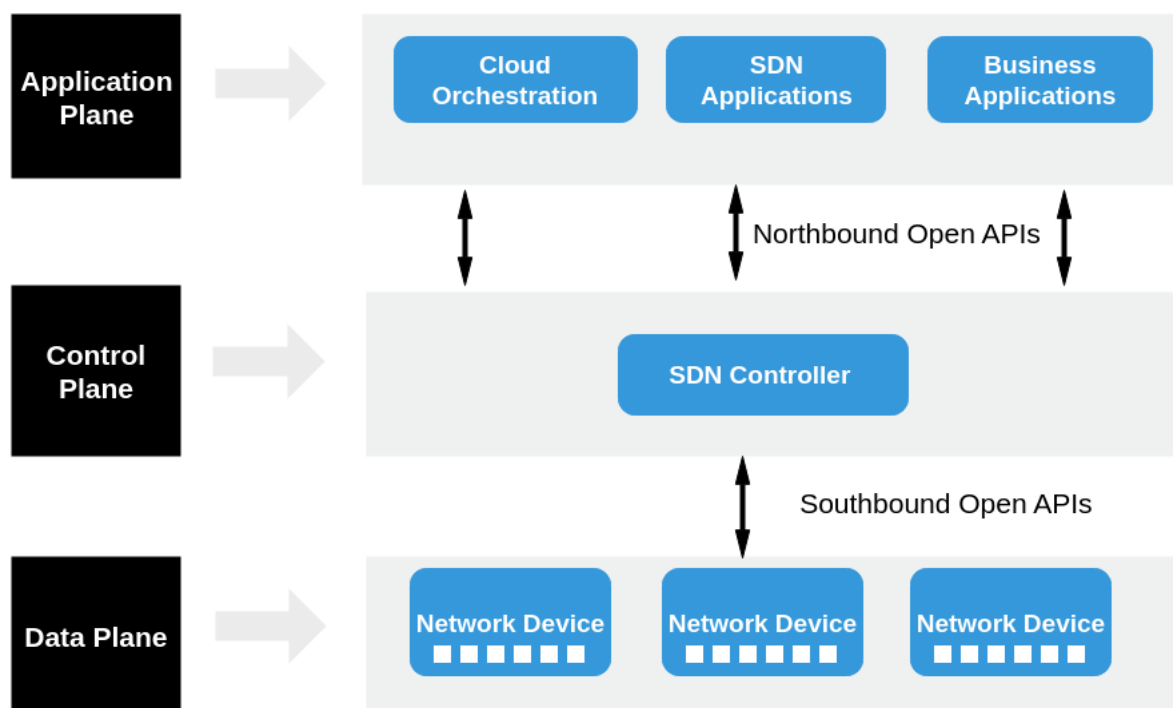 Application
Plane
Cloud
Orchestration
SDN
Applications
Business
Applications
Northbound Open APIs
Control
Plane
SDN Controller
Southbound Open APIs
Data Plane
Network Device
Network Device
Network Device